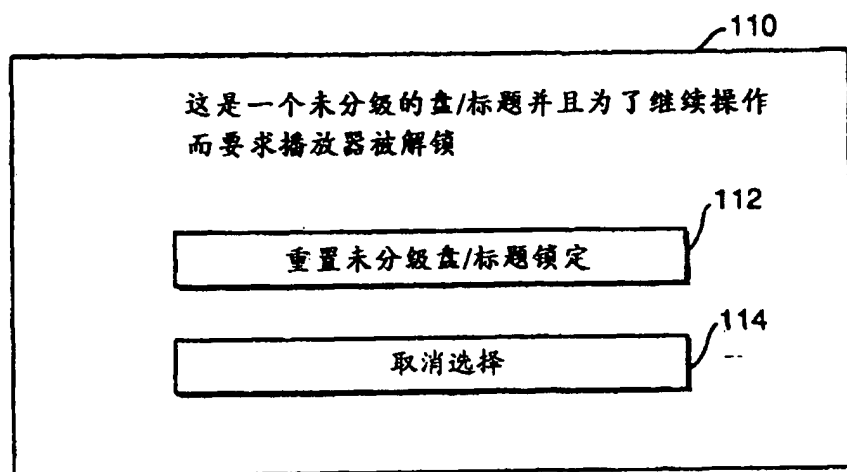 110
这是一个未分级的盘/标题并且为了继续操作
而要求播放器被解锁
112
重置未分级盘/标题锁定
114
取消选择